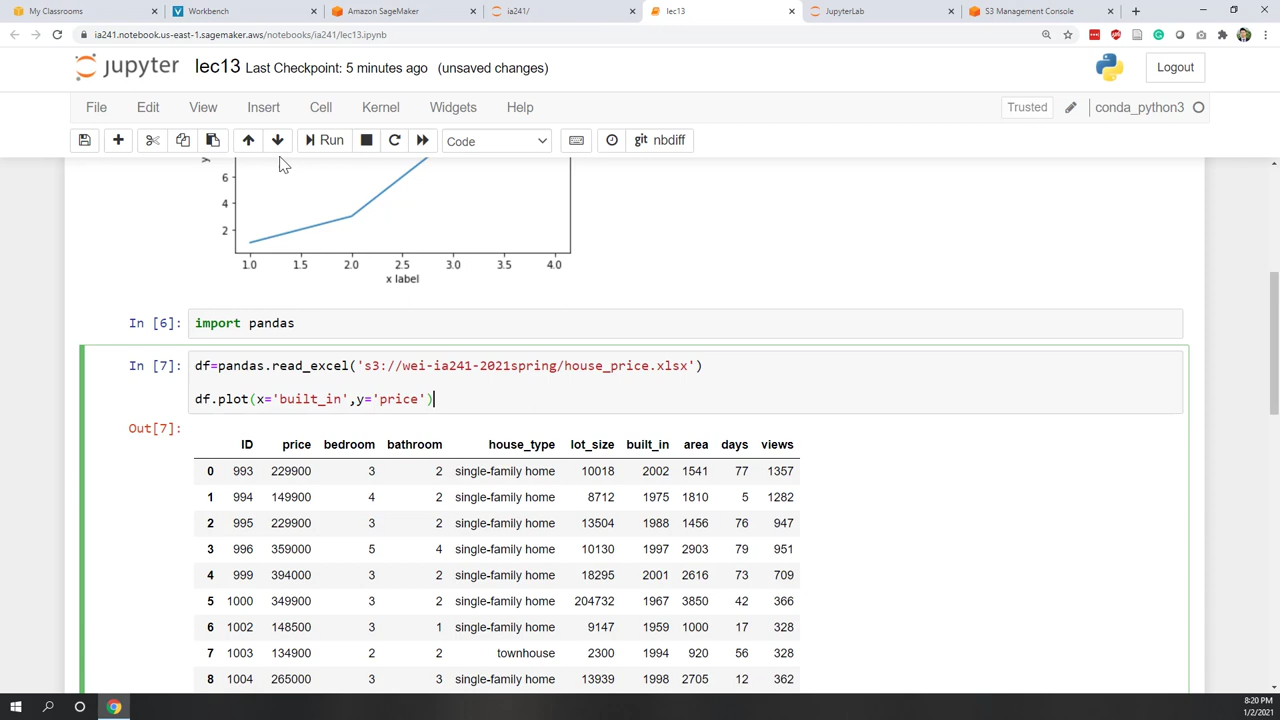 My Classrooms
Workbench
Amazon SageMaker
ia241/
lec13
JupyterLab
S3 Management Console
ia241.notebook.us-east-1.sagemaker.aws/notebooks/ia241/lec13.ipynb
jupyter lec13 Last Checkpoint: 5 minutes ago (unsaved changes)
Logout
File Edit View Insert Cell Kernel Widgets Help
Trusted conda_python3
Run Code git nbdiff
y
6
4
2
1.0 1.5 2.0 2.5 3.0 3.5 4.0
x label
In [6]: import pandas
In [7]: df=pandas.read_excel('s3://wei-ia241-2021spring/house_price.xlsx')
df.plot(x='built_in',y='price')
Out[7]:
ID price bedroom bathroom house_type lot_size built_in area days views
0 993 229900 3 2 single-family home 10018 2002 1541 77 1357
1 994 149900 4 2 single-family home 8712 1975 1810 5 1282
2 995 229900 3 2 single-family home 13504 1988 1456 76 947
3 996 359000 5 4 single-family home 10130 1997 2903 79 951
4 999 394000 3 2 single-family home 18295 2001 2616 73 709
5 1000 349900 3 2 single-family home 204732 1967 3850 42 366
6 1002 148500 3 1 single-family home 9147 1959 1000 17 328
7 1003 134900 2 2 townhouse 2300 1994 920 56 328
8 1004 265000 3 3 single-family home 13939 1998 2705 12 362
8:20 PM
1/2/2021